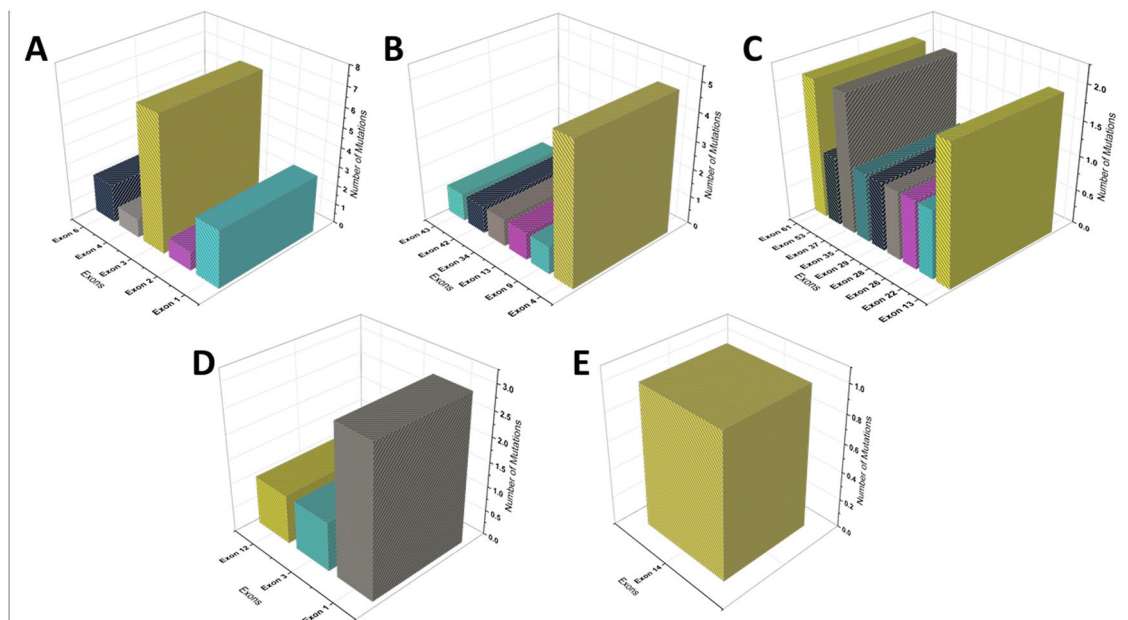 A
8
7
6
5
4
3
2
1
0
Number of Mutations
Exon 6
Exon 4
Exon 3
Exon 2
Exon 1
Exons
B
5
4
3
2
1
0
Number of Mutations
Exon 43
Exon 42
Exon 34
Exon 13
Exon 9
Exon 4
Exons
C
2.0
1.5
1.0
0.5
0.0
Number of Mutations
Exon 61
Exon 53
Exon 37
Exon 35
Exon 29
Exon 28
Exon 26
Exon 22
Exon 13
Exons
D
3.0
2.5
2.0
1.5
1.0
0.5
0.0
Number of Mutations
Exon 12
Exon 3
Exon 1
Exons
E
1.0
0.8
0.6
0.4
0.2
0.0
Number of Mutations
Exon 14
Exons